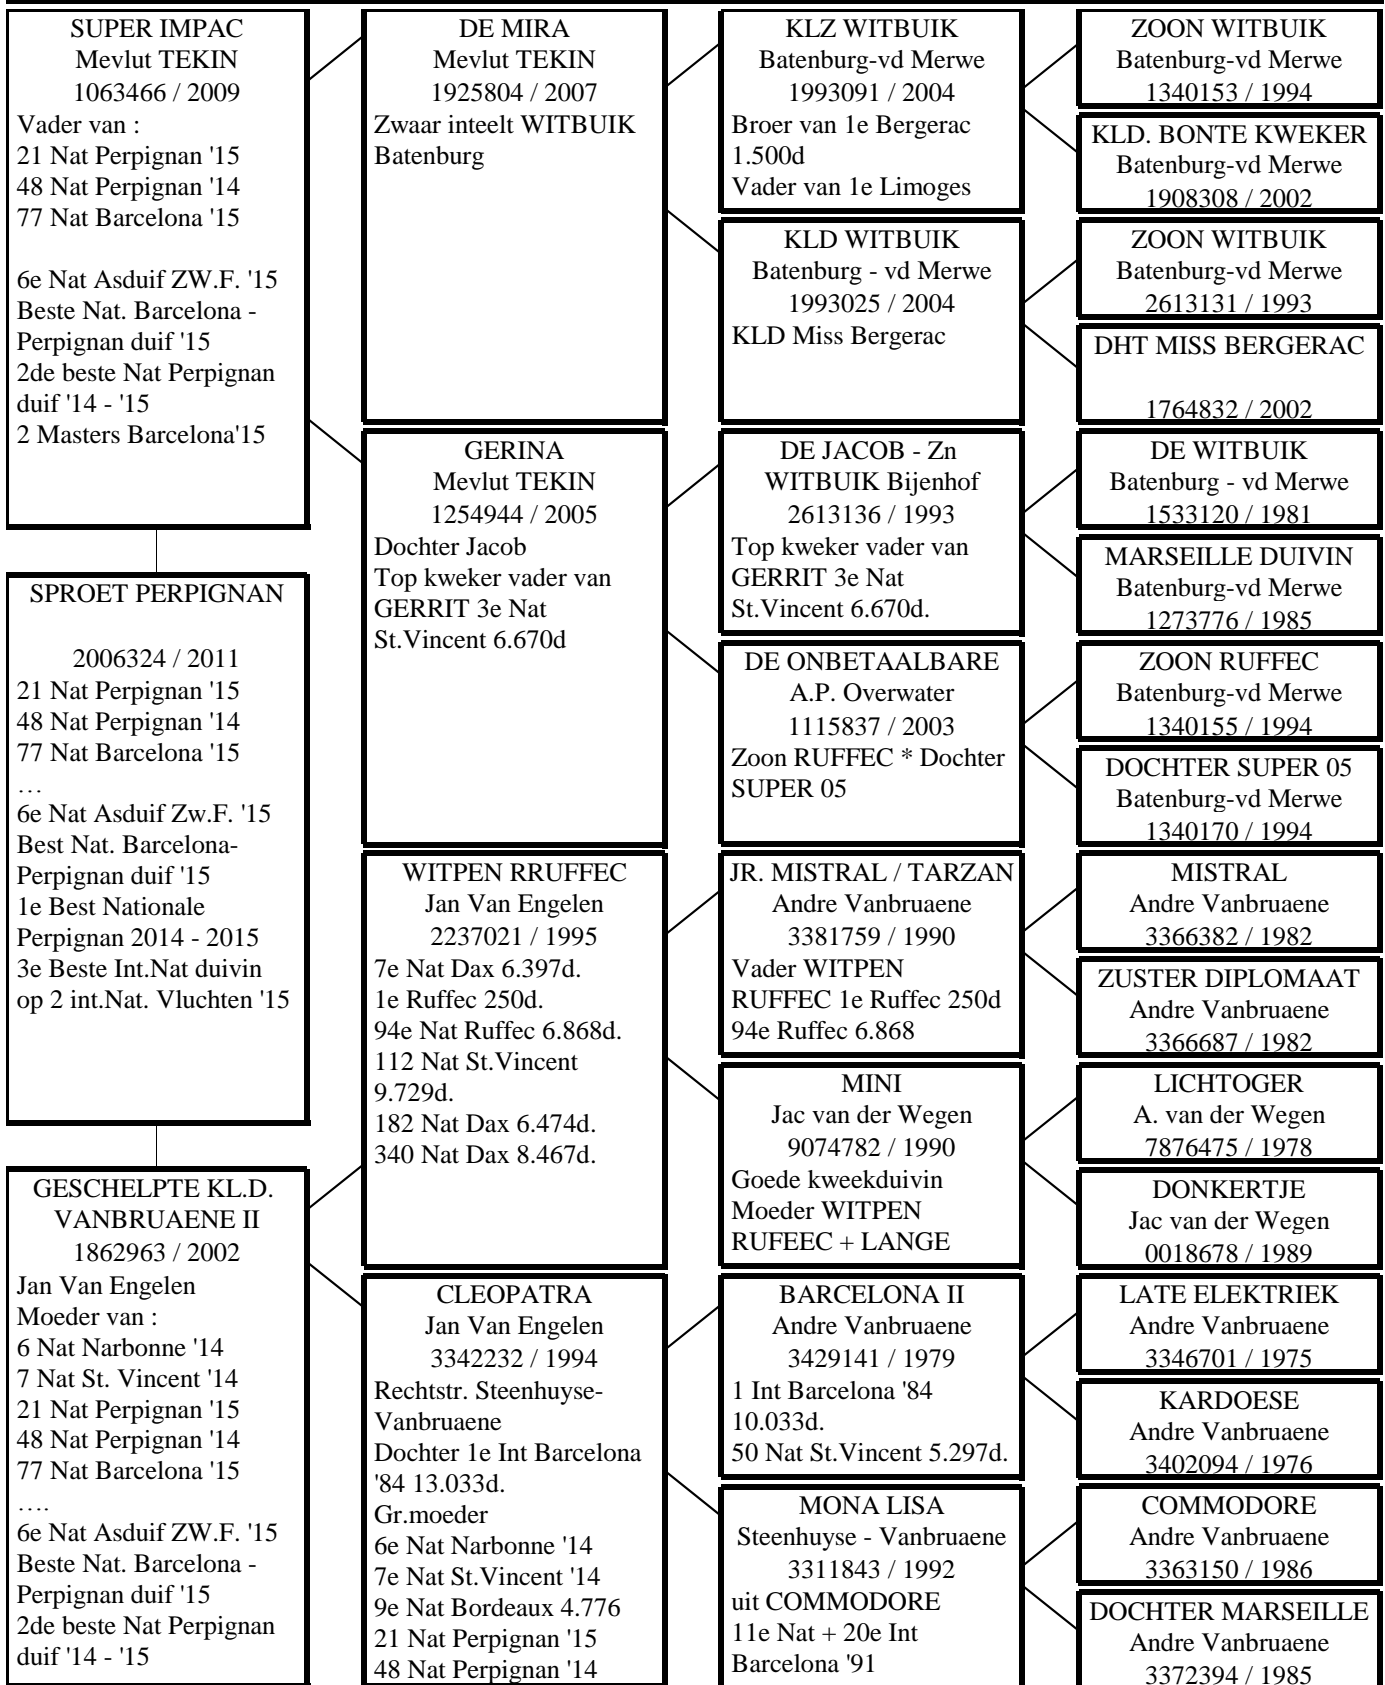 SUPER IMPAC
Mevlut TEKIN
1063466 / 2009
Vader van :
21 Nat Perpignan '15
48 Nat Perpignan '14
77 Nat Barcelona '15
6e Nat Asduif ZW.F. '15
Beste Nat. Barcelona -
Perpignan duif '15
2de beste Nat Perpignan
duif '14 - '15
2 Masters Barcelona'15
SPROET PERPIGNAN
2006324 / 2011
21 Nat Perpignan '15
48 Nat Perpignan '14
77 Nat Barcelona '15
…
6e Nat Asduif Zw.F. '15
Best Nat. Barcelona-
Perpignan duif '15
1e Best Nationale
Perpignan 2014 - 2015
3e Beste Int.Nat duivin
op 2 int.Nat. Vluchten '15
GESCHELPTE KL.D.
VANBRUAENE II
1862963 / 2002
Jan Van Engelen
Moeder van :
6 Nat Narbonne '14
7 Nat St. Vincent '14
21 Nat Perpignan '15
48 Nat Perpignan '14
77 Nat Barcelona '15
….
6e Nat Asduif ZW.F. '15
Beste Nat. Barcelona -
Perpignan duif '15
2de beste Nat Perpignan
duif '14 - '15
DE MIRA
Mevlut TEKIN
1925804 / 2007
Zwaar inteelt WITBUIK
Batenburg
GERINA
Mevlut TEKIN
1254944 / 2005
Dochter Jacob
Top kweker vader van
GERRIT 3e Nat
St.Vincent 6.670d
WITPEN RRUFFEC
Jan Van Engelen
2237021 / 1995
7e Nat Dax 6.397d.
1e Ruffec 250d.
94e Nat Ruffec 6.868d.
112 Nat St.Vincent
9.729d.
182 Nat Dax 6.474d.
340 Nat Dax 8.467d.
CLEOPATRA
Jan Van Engelen
3342232 / 1994
Rechtstr. Steenhuyse-
Vanbruaene
Dochter 1e Int Barcelona
'84 13.033d.
Gr.moeder
6e Nat Narbonne '14
7e Nat St.Vincent '14
9e Nat Bordeaux 4.776
21 Nat Perpignan '15
48 Nat Perpignan '14
KLZ WITBUIK
Batenburg-vd Merwe
1993091 / 2004
Broer van 1e Bergerac
1.500d
Vader van 1e Limoges
KLD WITBUIK
Batenburg - vd Merwe
1993025 / 2004
KLD Miss Bergerac
DE JACOB - Zn
WITBUIK Bijenhof
2613136 / 1993
Top kweker vader van
GERRIT 3e Nat
St.Vincent 6.670d.
DE ONBETAALBARE
A.P. Overwater
1115837 / 2003
Zoon RUFFEC * Dochter
SUPER 05
JR. MISTRAL / TARZAN
Andre Vanbruaene
3381759 / 1990
Vader WITPEN
RUFFEC 1e Ruffec 250d
94e Ruffec 6.868
MINI
Jac van der Wegen
9074782 / 1990
Goede kweekduivin
Moeder WITPEN
RUFEEC + LANGE
BARCELONA II
Andre Vanbruaene
3429141 / 1979
1 Int Barcelona '84
10.033d.
50 Nat St.Vincent 5.297d.
MONA LISA
Steenhuyse - Vanbruaene
3311843 / 1992
uit COMMODORE
11e Nat + 20e Int
Barcelona '91
ZOON WITBUIK
Batenburg-vd Merwe
1340153 / 1994
KLD. BONTE KWEKER
Batenburg-vd Merwe
1908308 / 2002
ZOON WITBUIK
Batenburg-vd Merwe
2613131 / 1993
DHT MISS BERGERAC
1764832 / 2002
DE WITBUIK
Batenburg - vd Merwe
1533120 / 1981
MARSEILLE DUIVIN
Batenburg-vd Merwe
1273776 / 1985
ZOON RUFFEC
Batenburg-vd Merwe
1340155 / 1994
DOCHTER SUPER 05
Batenburg-vd Merwe
1340170 / 1994
MISTRAL
Andre Vanbruaene
3366382 / 1982
ZUSTER DIPLOMAAT
Andre Vanbruaene
3366687 / 1982
LICHTOGER
A. van der Wegen
7876475 / 1978
DONKERTJE
Jac van der Wegen
0018678 / 1989
LATE ELEKTRIEK
Andre Vanbruaene
3346701 / 1975
KARDOESE
Andre Vanbruaene
3402094 / 1976
COMMODORE
Andre Vanbruaene
3363150 / 1986
DOCHTER MARSEILLE
Andre Vanbruaene
3372394 / 1985